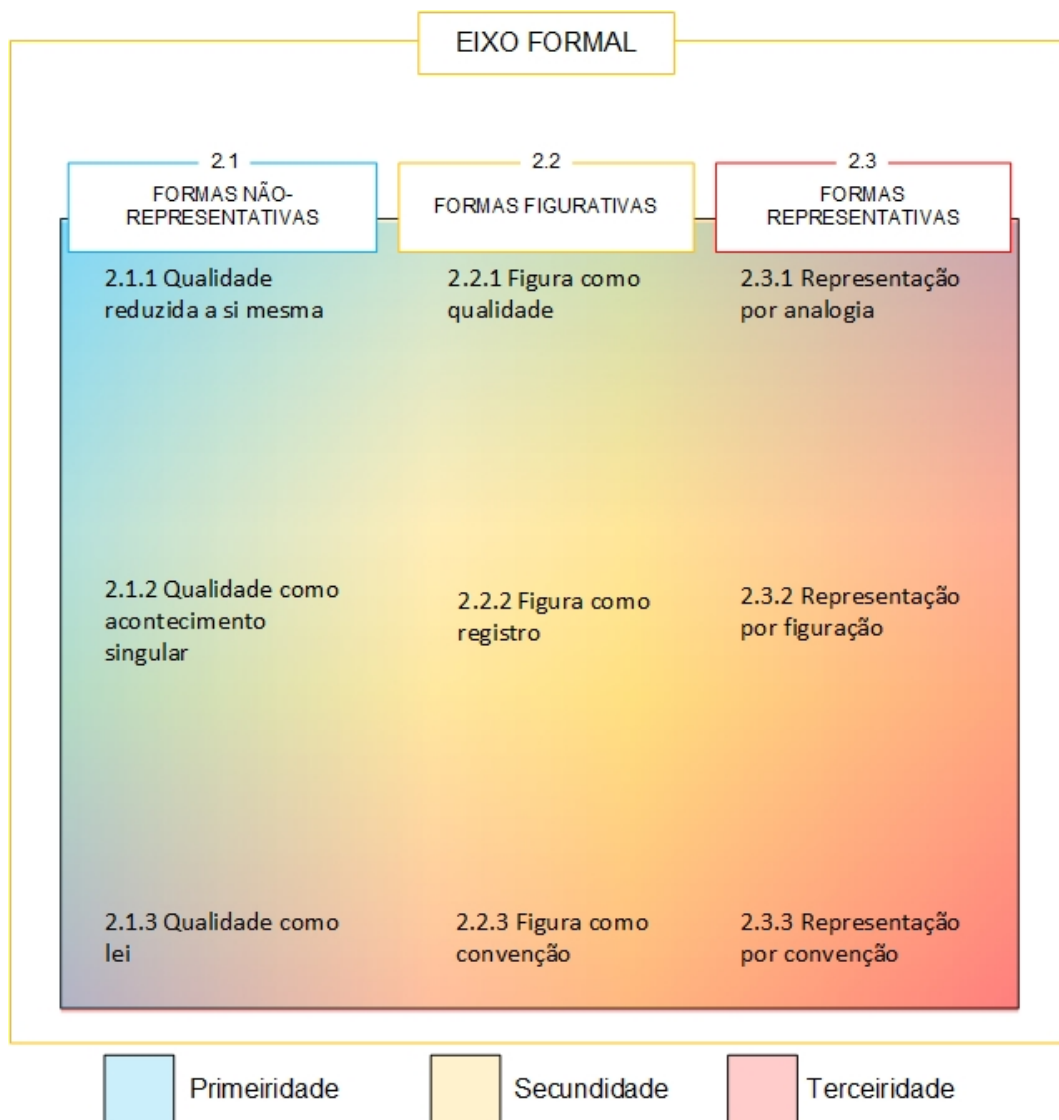 EIXO FORMAL
2.1
FORMAS NÃO-
REPRESENTATIVAS
2.2
FORMAS FIGURATIVAS
2.3
FORMAS
REPRESENTATIVAS
2.1.1 Qualidade
reduzida a si mesma
2.2.1 Figura como
qualidade
2.3.1 Representação
por analogia
2.1.2 Qualidade como
acontecimento
singular
2.2.2 Figura como
registro
2.3.2 Representação
por figuração
2.1.3 Qualidade como
lei
2.2.3 Figura como
convenção
2.3.3 Representação
por convenção
Primeiridade
Secundidade
Terceiridade